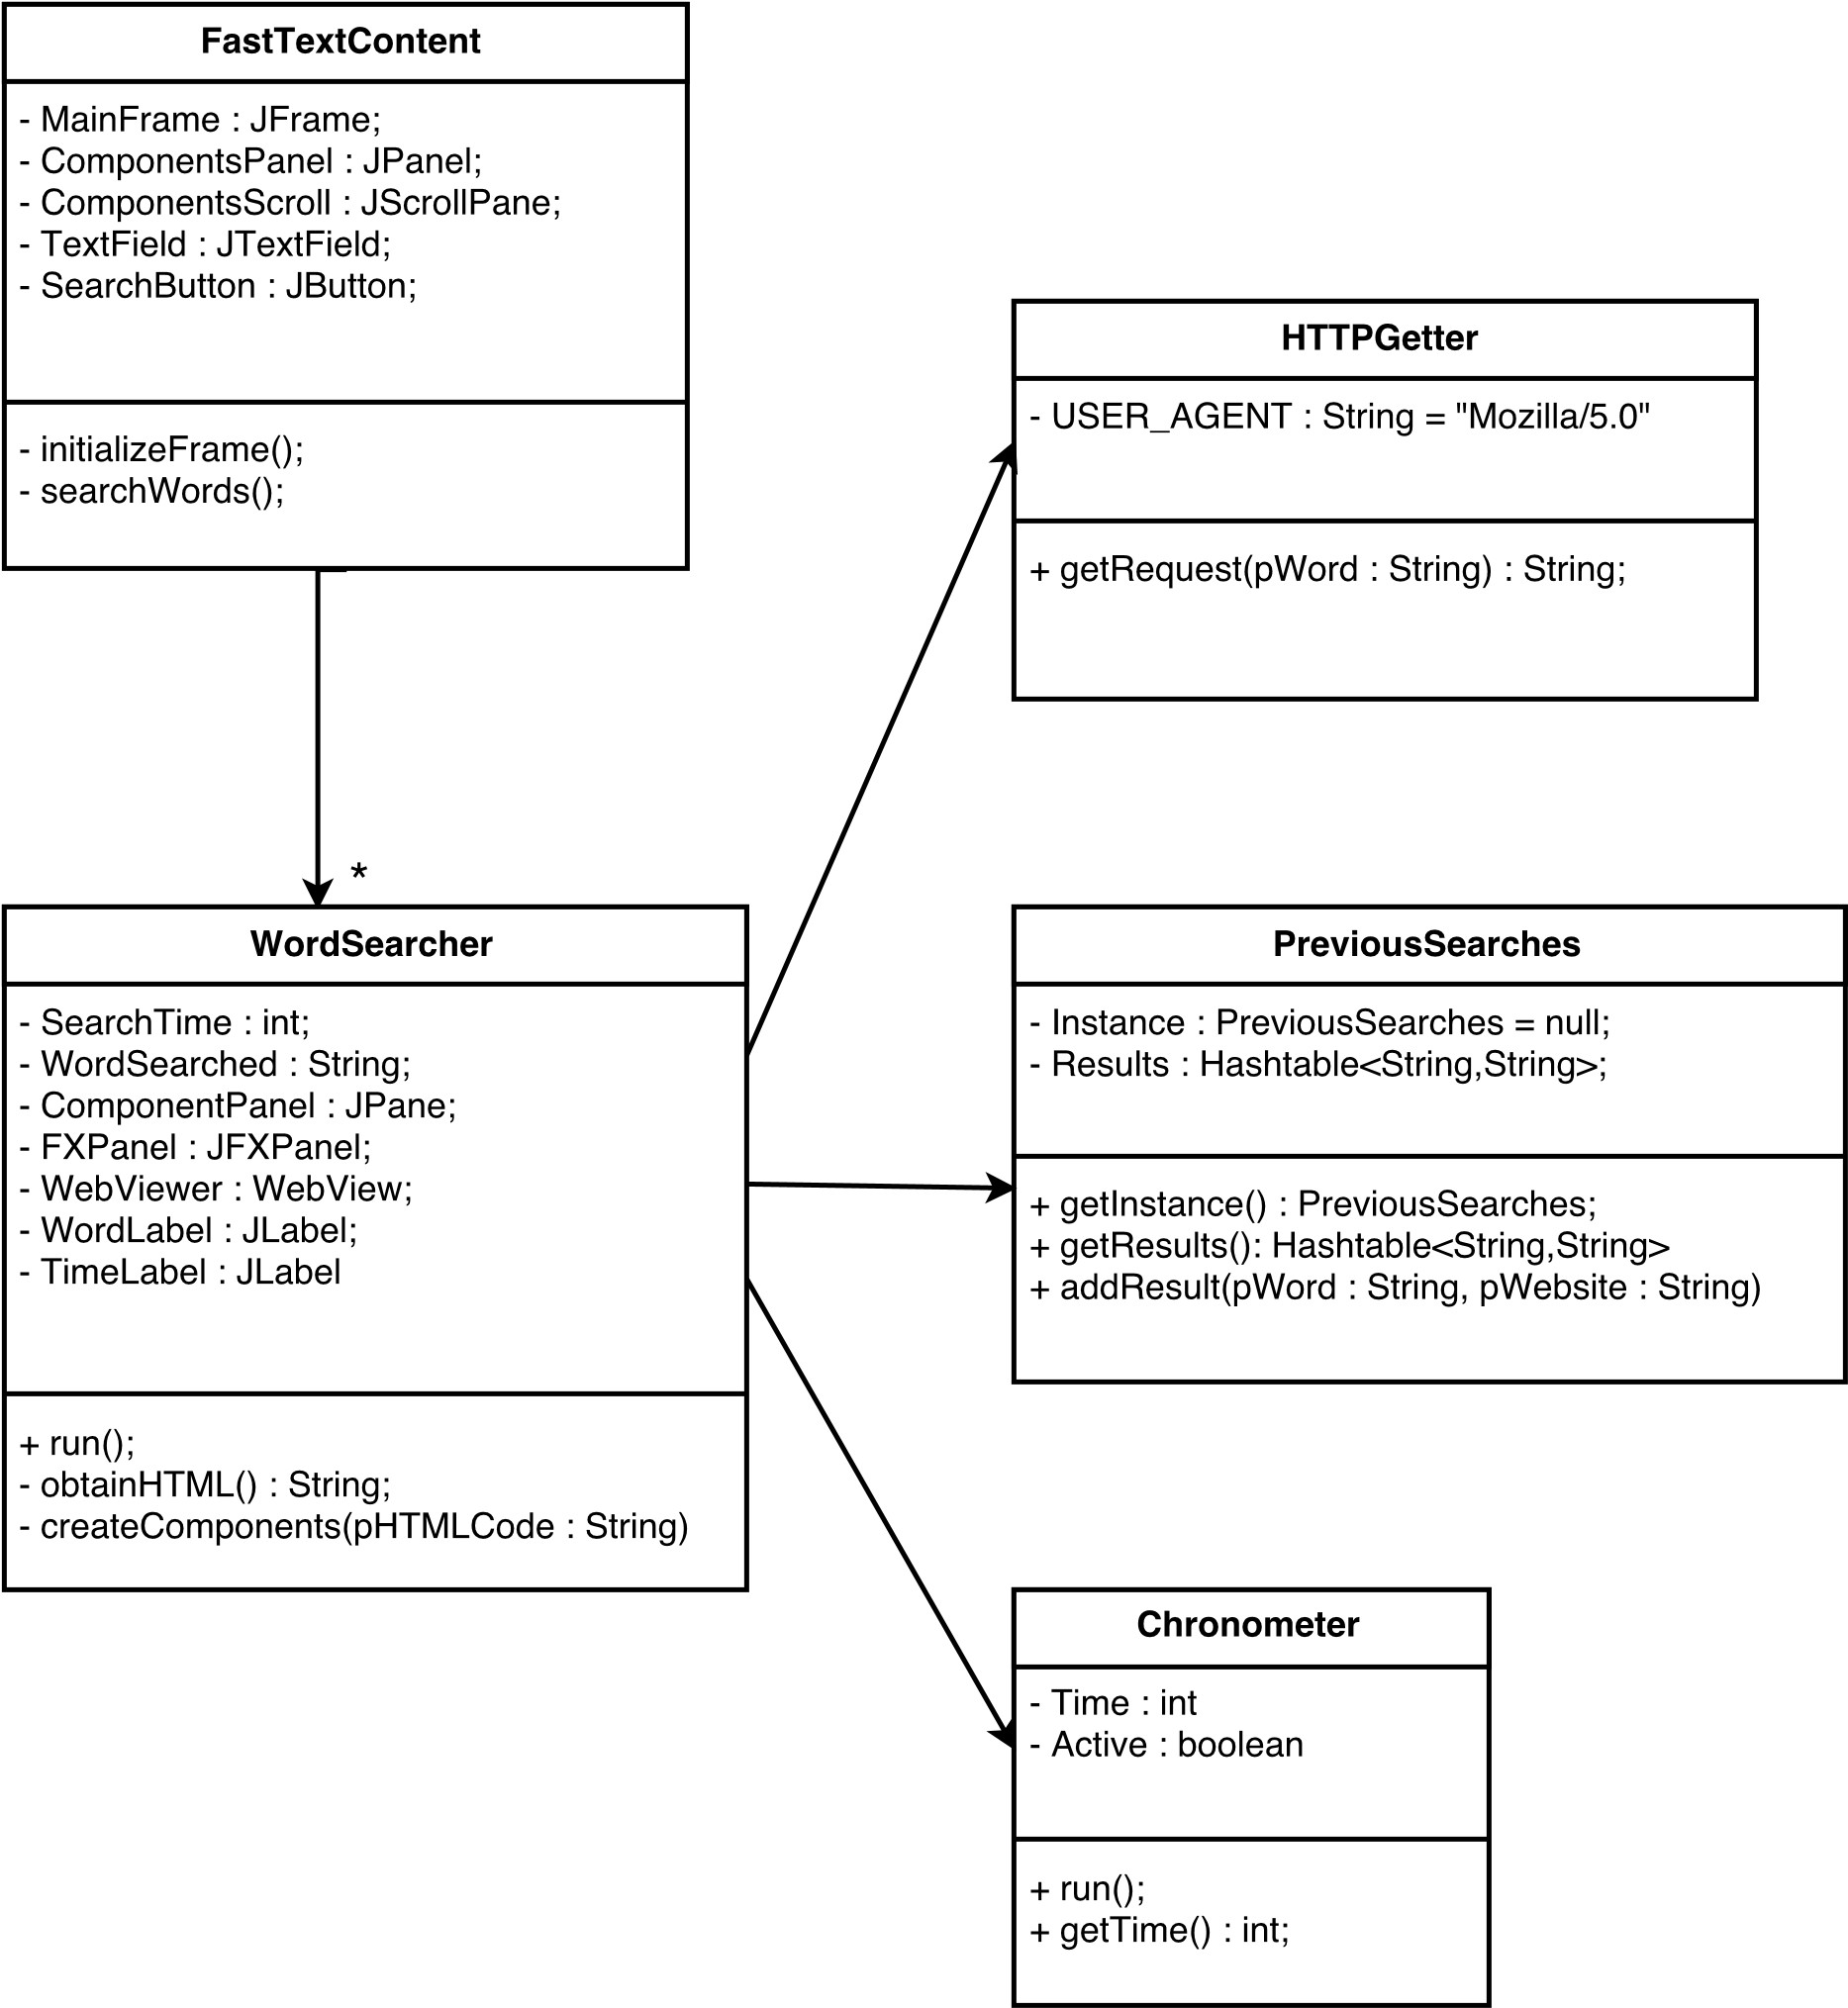 FastTextContent
- MainFrame : JFrame;
- ComponentsPanel : JPanel;
- ComponentsScroll : JScrollPane;
- TextField : JTextField;
- SearchButton : JButton;
- initializeFrame();
- searchWords();
*
WordSearcher
- SearchTime : int;
- WordSearched : String;
- ComponentPanel : JPane;
- FXPanel : JFXPanel;
- WebViewer : WebView;
- WordLabel : JLabel;
- TimeLabel : JLabel
+ run();
- obtainHTML() : String;
- createComponents(pHTMLCode : String)
HTTPGetter
- USER_AGENT : String = "Mozilla/5.0"
+ getRequest(pWord : String) : String;
PreviousSearches
- Instance : PreviousSearches = null;
- Results : Hashtable<String,String>;
+ getInstance() : PreviousSearches;
+ getResults(): Hashtable<String,String>
+ addResult(pWord : String, pWebsite : String)
Chronometer
- Time : int
- Active : boolean
+ run();
+ getTime() : int;